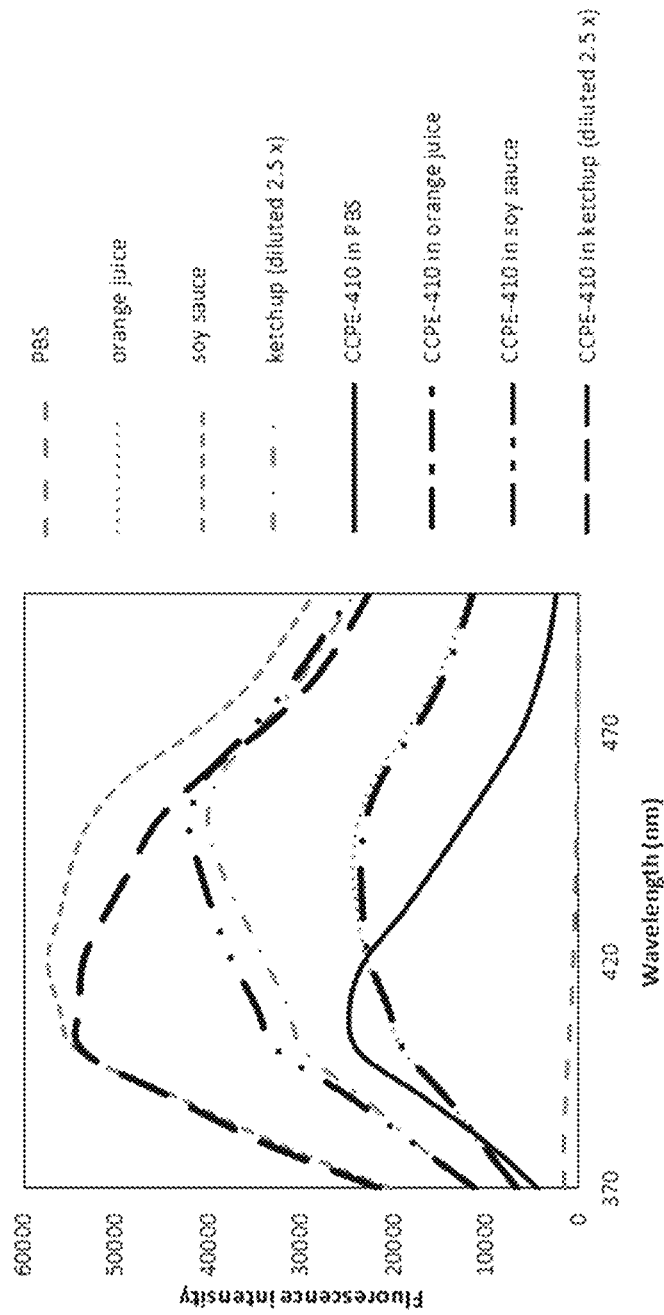 60000
50000
40000
30000
20000
10000
0
Fluorescence intensity
370
420
470
Wavelength (nm)
PBS
orange juice
soy sauce
ketchup (diluted 2.5 x)
CCPE-410 in PBS
CCPE-410 in orange juice
CCPE-410 in soy sauce
CCPE-410 in ketchup (diluted 2.5 x)